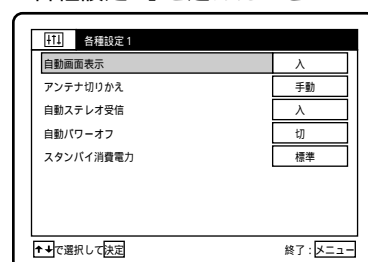 各種設定 1
自動画面表示 入
アンテナ切りかえ 手動
自動ステレオ受信 入
自動パワーオフ 切
スタンバイ消費電力 標準
で選択して決定 終了：メニュー